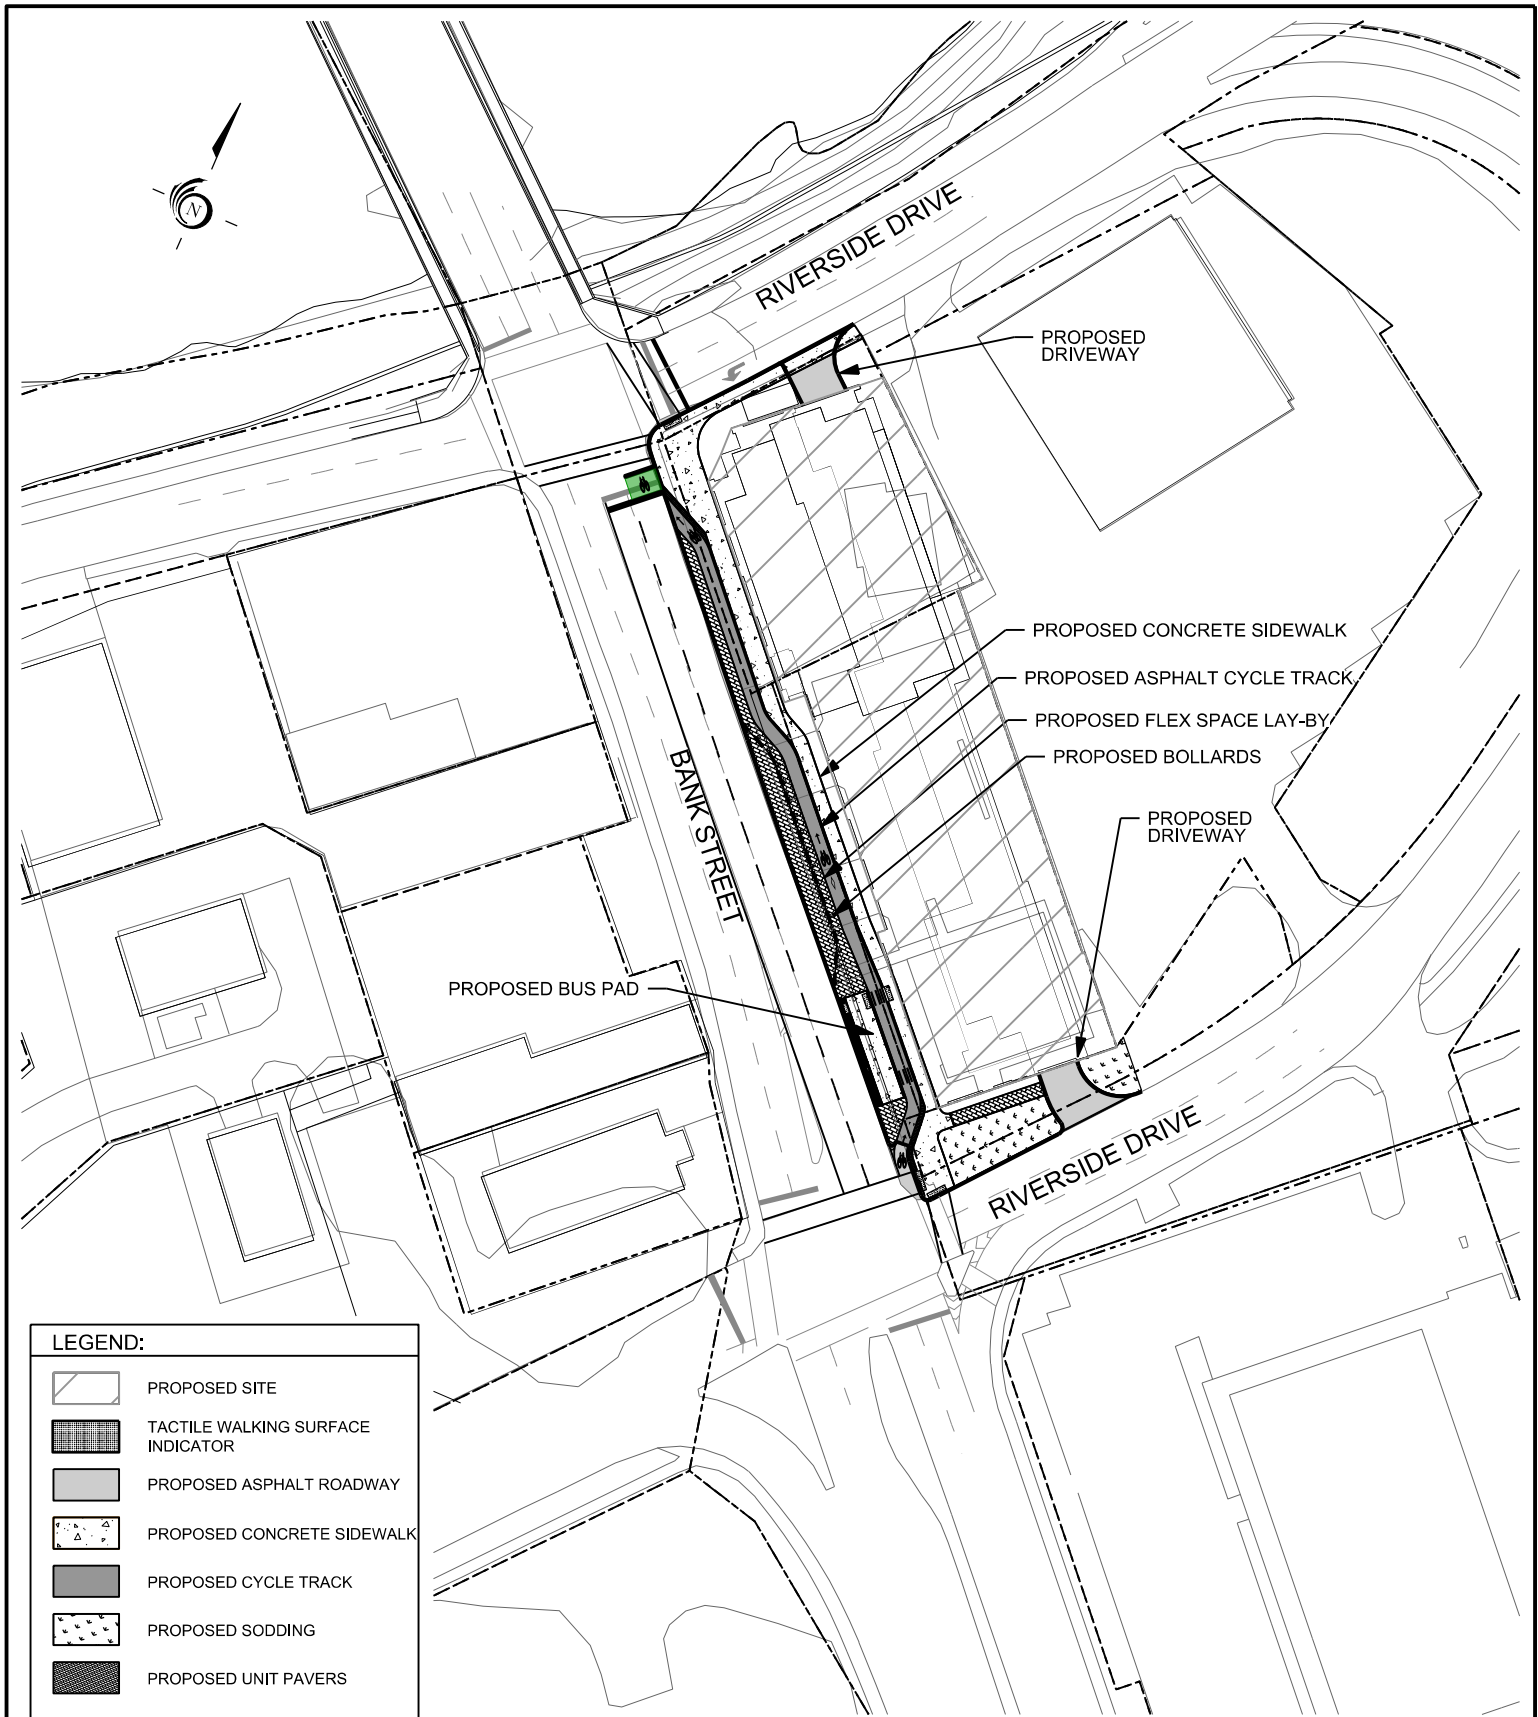 N
RIVERSIDE DRIVE
PROPOSED
DRIVEWAY
PROPOSED CONCRETE SIDEWALK
PROPOSED ASPHALT CYCLE TRACK
PROPOSED FLEX SPACE LAY-BY
PROPOSED BOLLARDS
BANK STREET
PROPOSED
DRIVEWAY
PROPOSED BUS PAD
RIVERSIDE DRIVE
LEGEND:
PROPOSED SITE
TACTILE WALKING SURFACE
INDICATOR
PROPOSED ASPHALT ROADWAY
PROPOSED CONCRETE SIDEWALK
PROPOSED CYCLE TRACK
PROPOSED SODDING
PROPOSED UNIT PAVERS